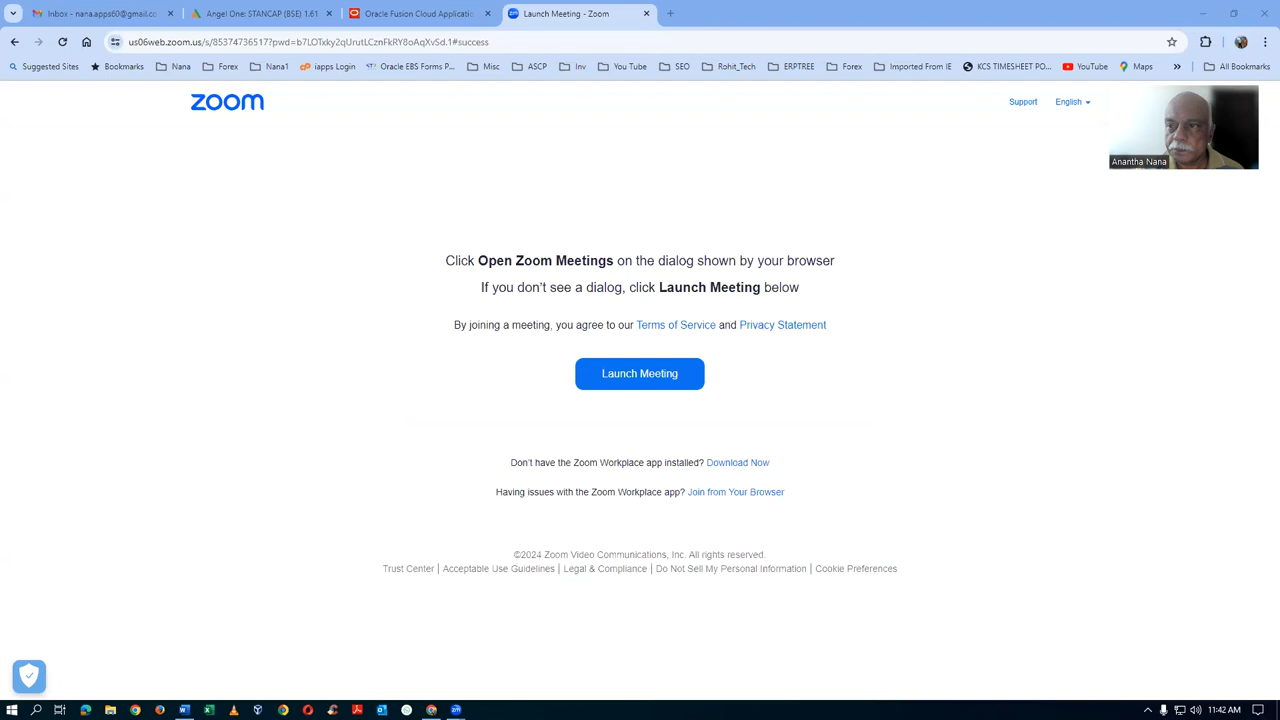 Inbox - nana.apps60@gmail.co
Angel One: STANCAP (BSE) 1.61
Oracle Fusion Cloud Applicatio
Launch Meeting - Zoom
us06web.zoom.us/s/85374736517?pwd=b7LOTxky2qUrutLCznFkRY8oAqXvSd.1#success
Suggested Sites
Bookmarks
Nana
Forex
Nana1
iapps Login
Oracle EBS Forms P...
Misc
ASCP
Inv
You Tube
SEO
Rohit_Tech
ERPTREE
Forex
Imported From IE
KCS TIMESHEET PO...
YouTube
Maps
All Bookmarks
zoom
Support
English
Anantha Nana
Click Open Zoom Meetings on the dialog shown by your browser
If you don't see a dialog, click Launch Meeting below
By joining a meeting, you agree to our Terms of Service and Privacy Statement
Launch Meeting
Don't have the Zoom Workplace app installed? Download Now
Having issues with the Zoom Workplace app? Join from Your Browser
©2024 Zoom Video Communications, Inc. All rights reserved.
Trust Center | Acceptable Use Guidelines | Legal & Compliance | Do Not Sell My Personal Information | Cookie Preferences
11:42 AM